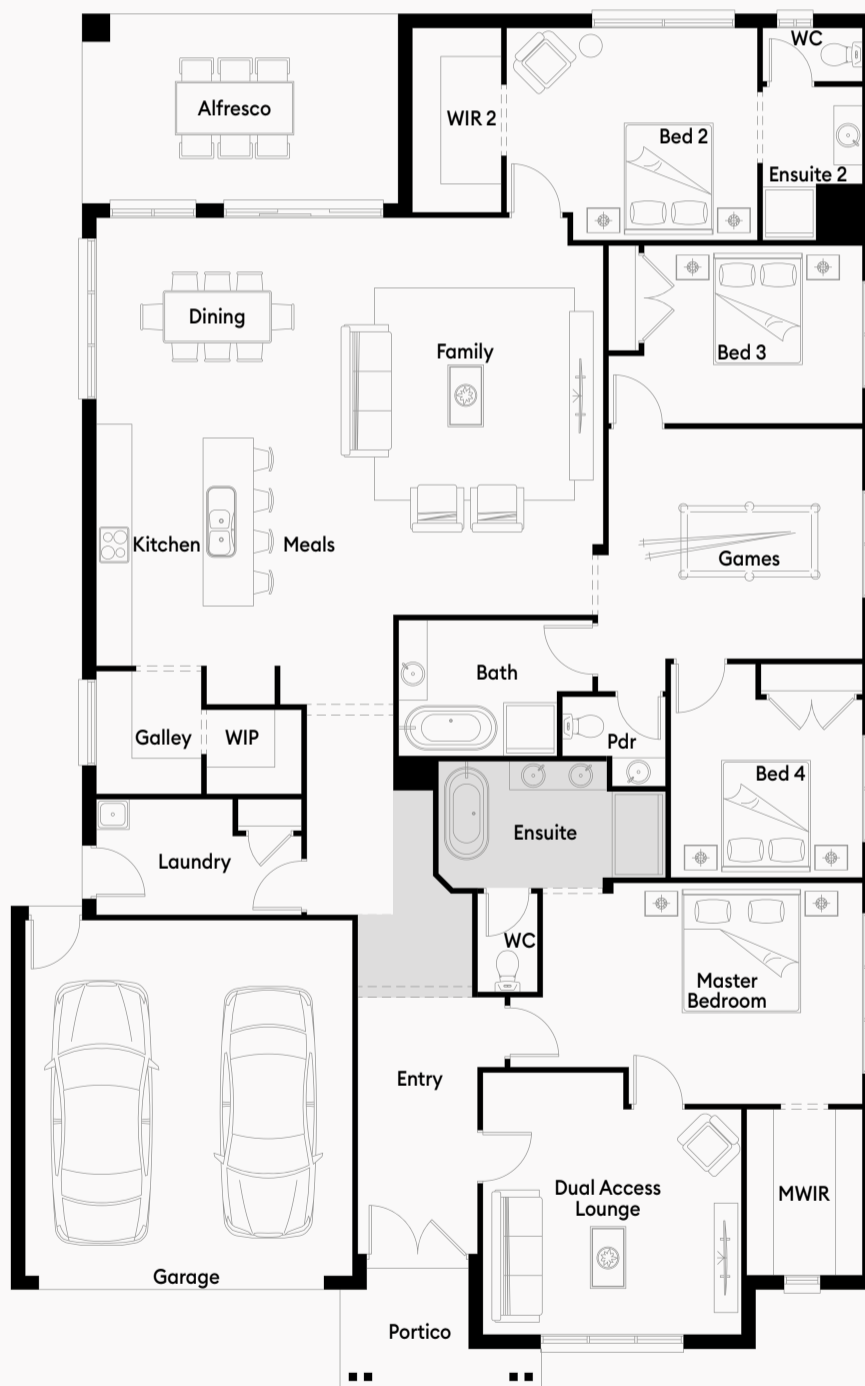 WC
Alfresco
WIR 2
Bed 2
Ensuite 2
Dining
Family
Bed 3
Kitchen
Meals
Games
Bath
Galley
WIP
Pdr
Bed 4
Ensuite
Laundry
WC
Master
Bedroom
Entry
Dual Access
Lounge
MWIR
Garage
Portico